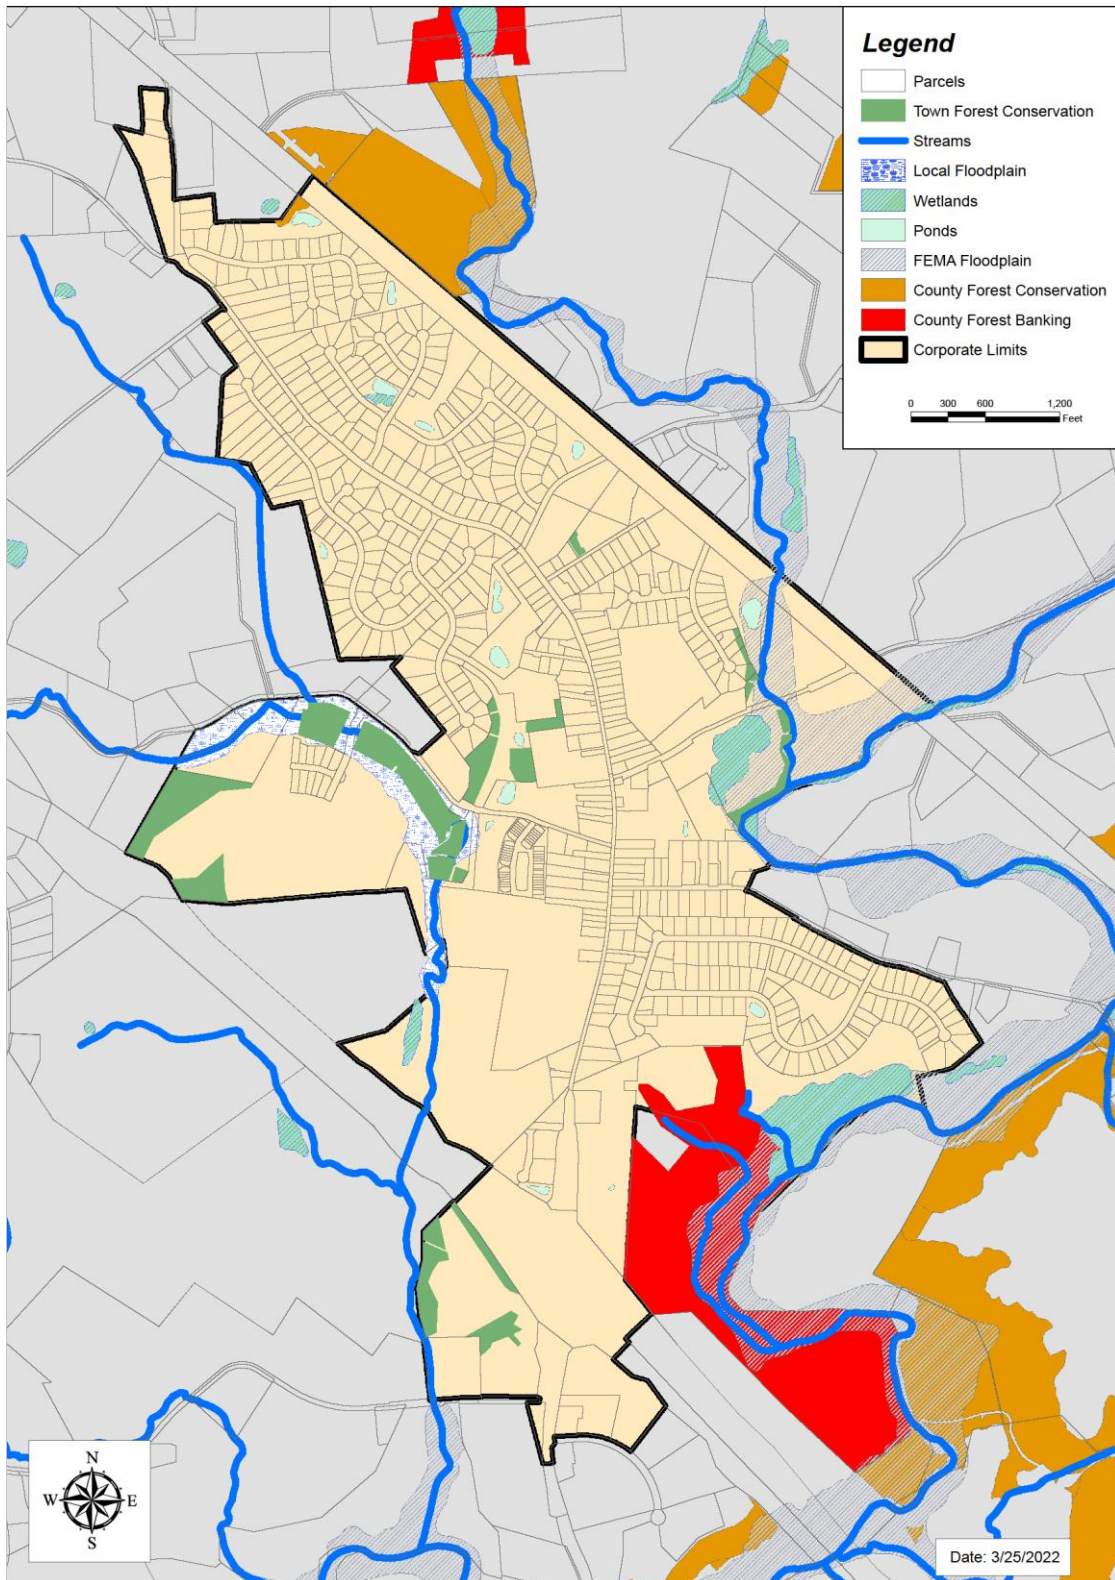 Legend
Parcels
Town Forest Conservation
Streams
Local Floodplain
Wetlands
Ponds
FEMA Floodplain
County Forest Conservation
County Forest Banking
Corporate Limits
0 300 600 1,200
Feet
N
W E
S
Date: 3/25/2022